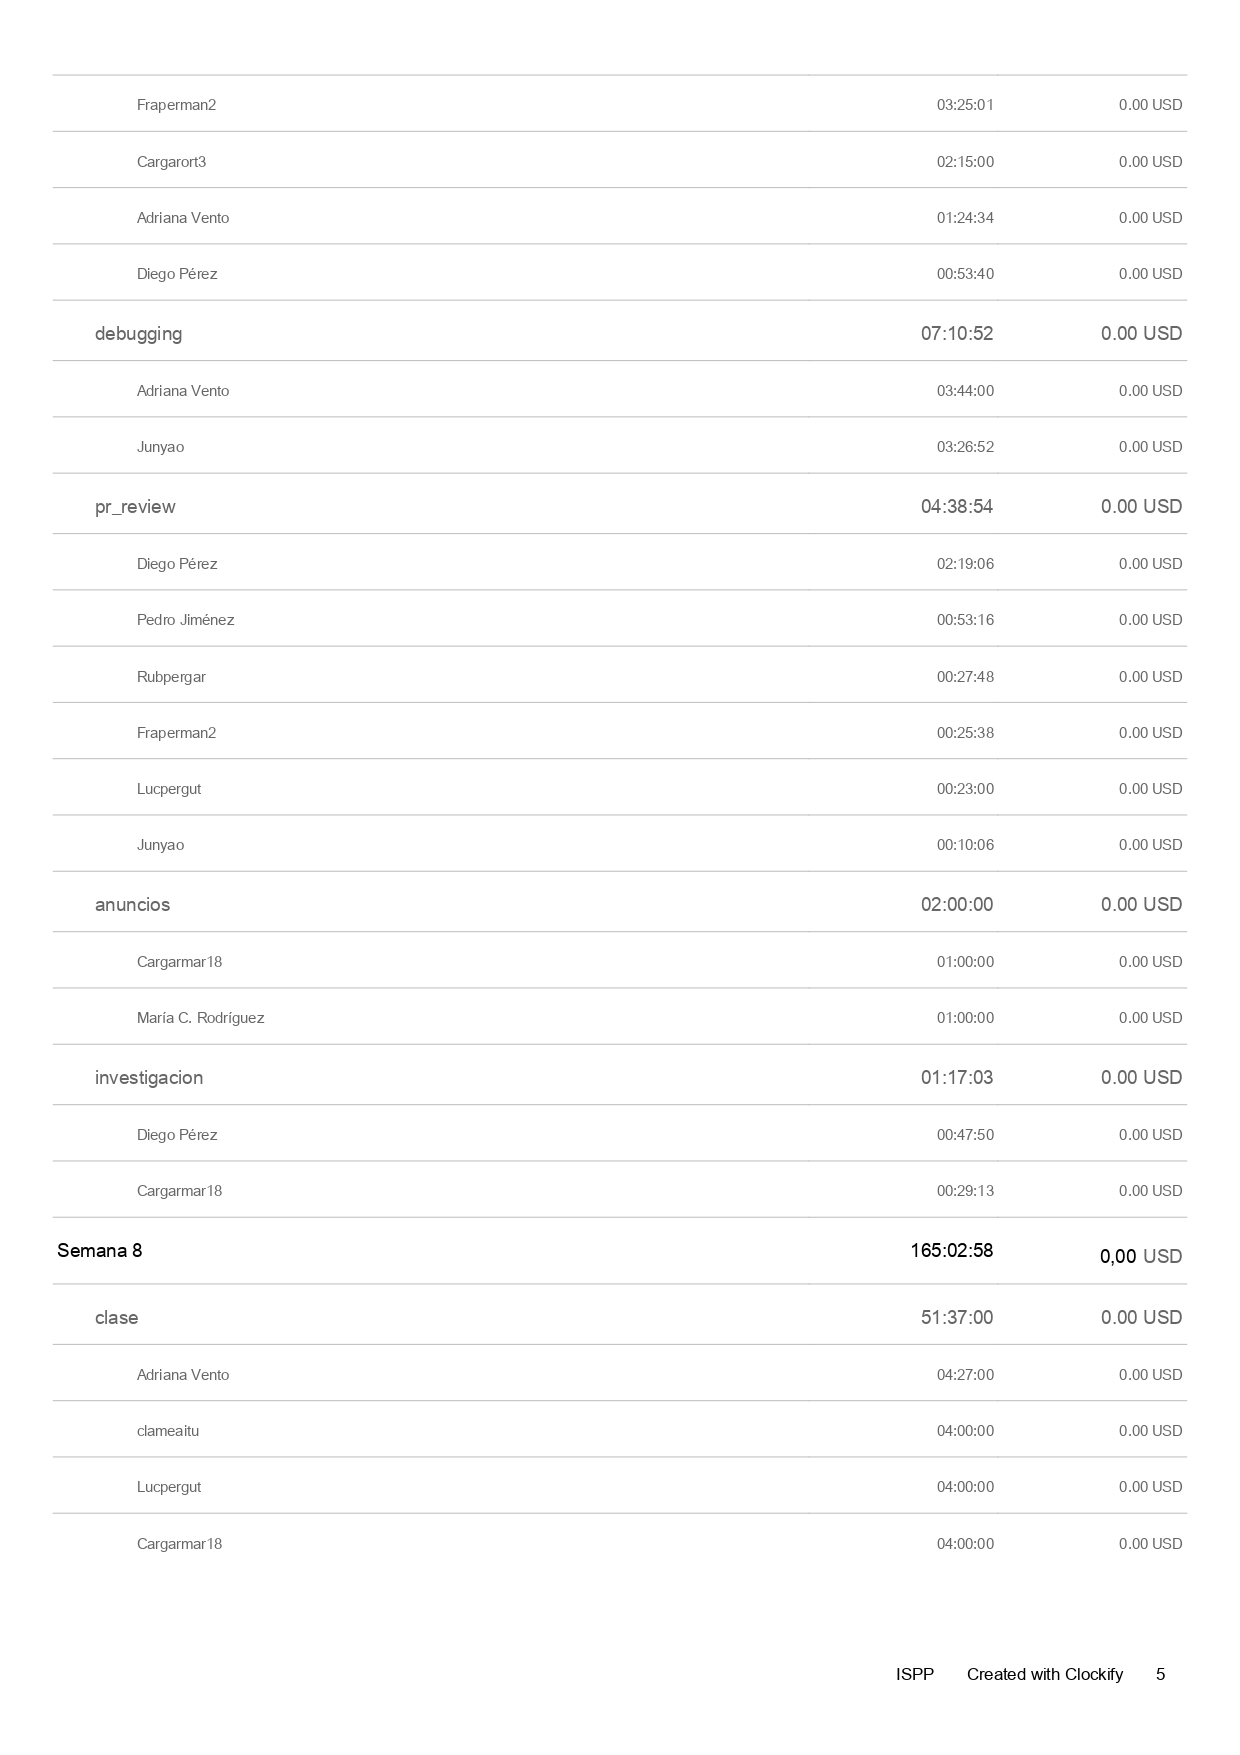 Fraperman2 03:25:01 0.00 USD
Cargarort3 02:15:00 0.00 USD
Adriana Vento 01:24:34 0.00 USD
Diego Pérez 00:53:40 0.00 USD
debugging 07:10:52 0.00 USD
Adriana Vento 03:44:00 0.00 USD
Junyao 03:26:52 0.00 USD
pr_review 04:38:54 0.00 USD
Diego Pérez 02:19:06 0.00 USD
Pedro Jiménez 00:53:16 0.00 USD
Rubpergar 00:27:48 0.00 USD
Fraperman2 00:25:38 0.00 USD
Lucpergut 00:23:00 0.00 USD
Junyao 00:10:06 0.00 USD
anuncios 02:00:00 0.00 USD
Cargarmar18 01:00:00 0.00 USD
María C. Rodríguez 01:00:00 0.00 USD
investigacion 01:17:03 0.00 USD
Diego Pérez 00:47:50 0.00 USD
Cargarmar18 00:29:13 0.00 USD
Semana 8 165:02:58 0,00 USD
clase 51:37:00 0.00 USD
Adriana Vento 04:27:00 0.00 USD
clameaitu 04:00:00 0.00 USD
Lucpergut 04:00:00 0.00 USD
Cargarmar18 04:00:00 0.00 USD
ISPP Created with Clockify 5